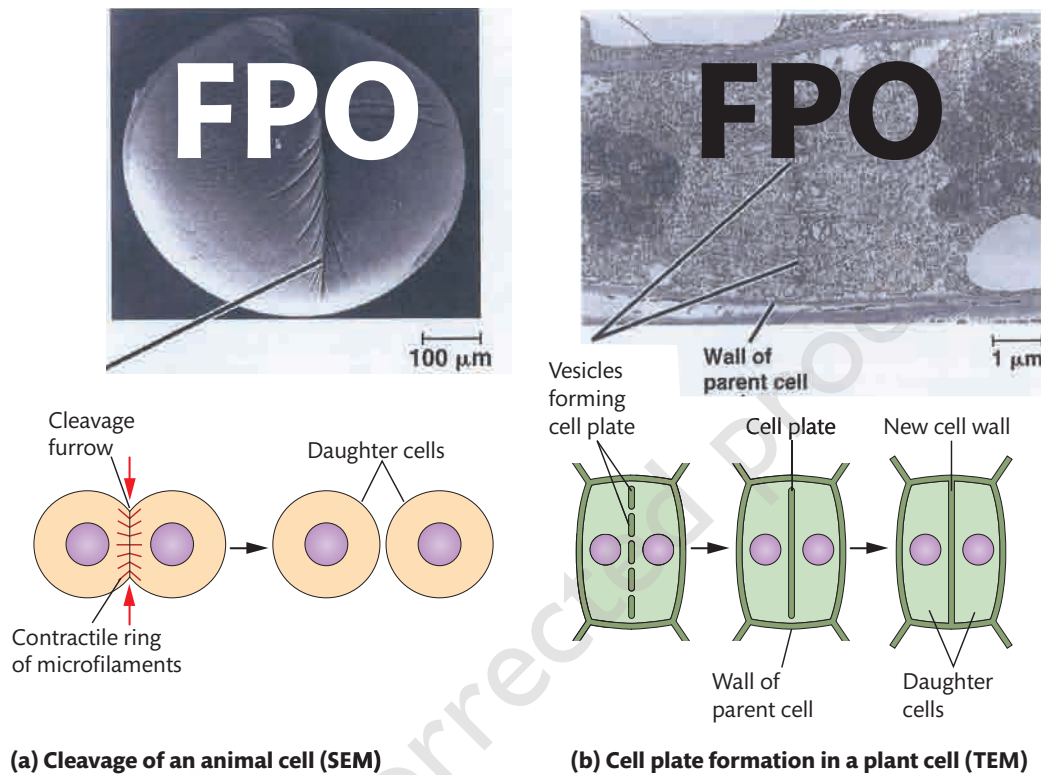 FPO
FPO
100 µm
Wall of
parent cell
1 µm
Cleavage
furrow
Daughter cells
Contractile ring
of microfilaments
Vesicles
forming
cell plate
Cell plate
New cell wall
Wall of
parent cell
Daughter
cells
(a) Cleavage of an animal cell (SEM)
(b) Cell plate formation in a plant cell (TEM)